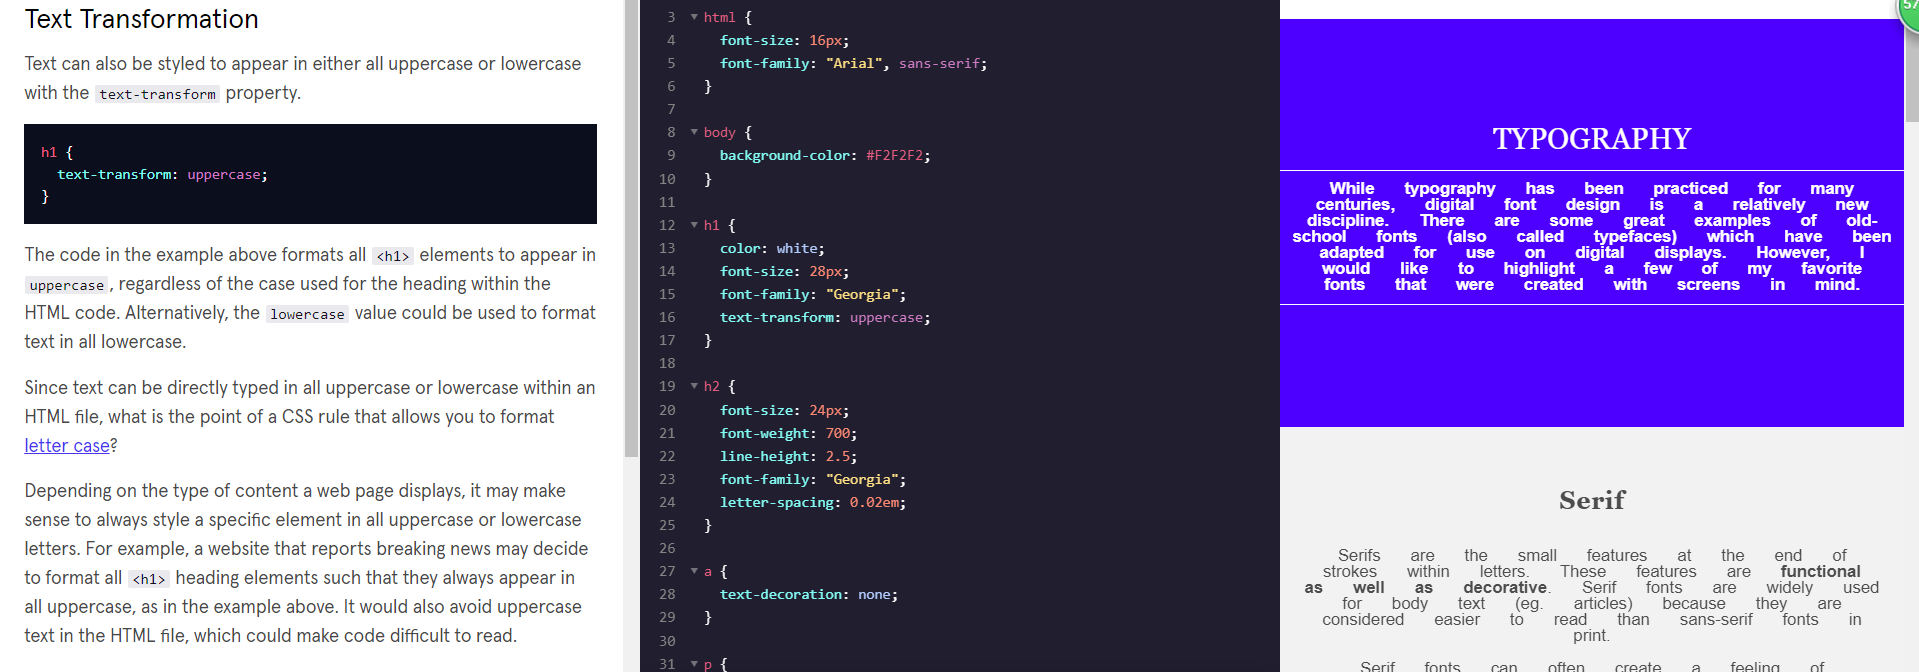 Text Transformation
Text can also be styled to appear in either all uppercase or lowercase
with the text-transform property.
h1 {
text-transform: uppercase;
}
The code in the example above formats all <h1> elements to appear in
uppercase, regardless of the case used for the heading within the
HTML code. Alternatively, the lowercase value could be used to format
text in all lowercase.
Since text can be directly typed in all uppercase or lowercase within an
HTML file, what is the point of a CSS rule that allows you to format
letter case?
Depending on the type of content a web page displays, it may make
sense to always style a specific element in all uppercase or lowercase
letters. For example, a website that reports breaking news may decide
to format all <h1> heading elements such that they always appear in
all uppercase, as in the example above. It would also avoid uppercase
text in the HTML file, which could make code difficult to read.
3 html {
4 font-size: 16px;
5 font-family: "Arial", sans-serif;
6 }
7
8 body {
9 background-color: #F2F2F2;
10 }
11
12 h1 {
13 color: white;
14 font-size: 28px;
15 font-family: "Georgia";
16 text-transform: uppercase;
17 }
18
19 h2 {
20 font-size: 24px;
21 font-weight: 700;
22 line-height: 2.5;
23 font-family: "Georgia";
24 letter-spacing: 0.02em;
25 }
26
27 a {
28 text-decoration: none;
29 }
30
31 p {
57
TYPOGRAPHY
While typography has been practiced for many
centuries, digital font design is a relatively new
discipline. There are some great examples of old-
school fonts (also called typefaces) which have been
adapted for use on digital displays. However, I
would like to highlight a few of my favorite
fonts that were created with screens in mind.
Serif
Serifs are the small features at the end of
strokes within letters. These features are functional
as well as decorative. Serif fonts are widely used
for body text (eg. articles) because they are
considered easier to read than sans-serif fonts in
print.
Serif fonts can often create a feeling of